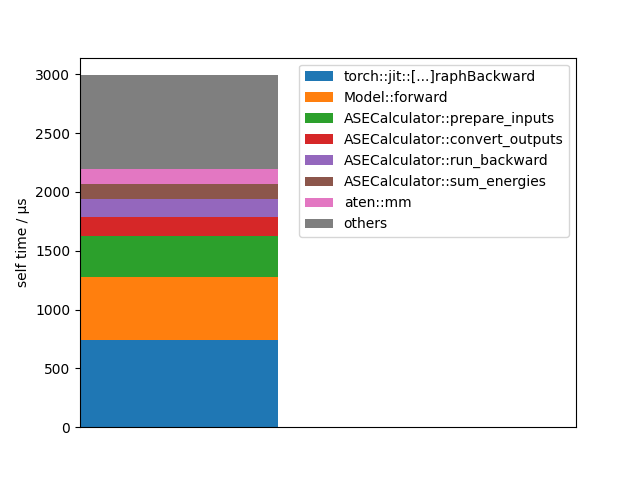 3000
2500
2000
1500
1000
500
0
self time / µs
torch::jit::[...]raphBackward
Model::forward
ASECalculator::prepare_inputs
ASECalculator::convert_outputs
ASECalculator::run_backward
ASECalculator::sum_energies
aten::mm
others